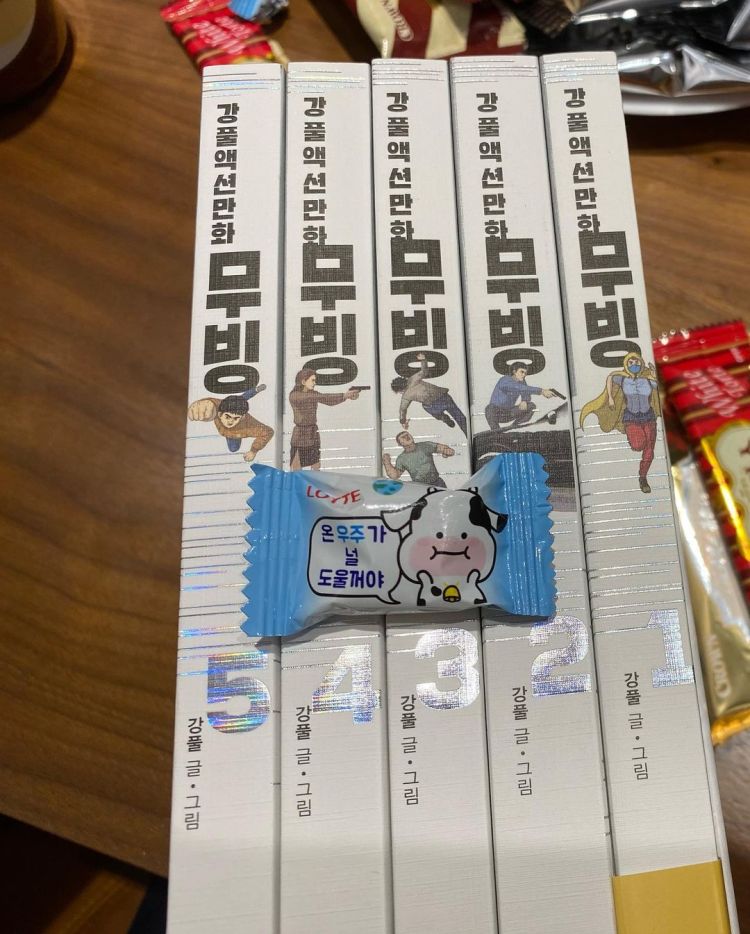 강풀액션만화
무빙
5
강풀 글·그림
강풀액션만화
무빙
4
강풀 글·그림
강풀액션만화
무빙
3
강풀 글·그림
강풀액션만화
무빙
2
강풀 글·그림
강풀액션만화
무빙
1
강풀 글·그림
LOTTE
온우주가
널
도울꺼야
CROWN
White
CROWN